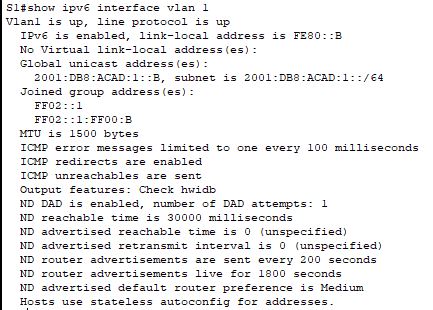 S1#show ipv6 interface vlan 1
Vlan1 is up, line protocol is up
IPv6 is enabled, link-local address is FE80::B
No Virtual link-local address(es):
Global unicast address(es):
2001:DB8:ACAD:1::B, subnet is 2001:DB8:ACAD:1::/64
Joined group address(es):
FF02::1
FF02::1:FF00:B
MTU is 1500 bytes
ICMP error messages limited to one every 100 milliseconds
ICMP redirects are enabled
ICMP unreachables are sent
Output features: Check hwidb
ND DAD is enabled, number of DAD attempts: 1
ND reachable time is 30000 milliseconds
ND advertised reachable time is 0 (unspecified)
ND advertised retransmit interval is 0 (unspecified)
ND router advertisements are sent every 200 seconds
ND router advertisements live for 1800 seconds
ND advertised default router preference is Medium
Hosts use stateless autoconfig for addresses.